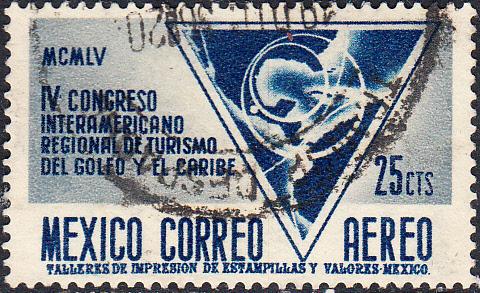 MCMLV
IV CONGRESO
INTERAMERICANO
REGIONAL DE TURISMO
DEL GOLFO Y EL CARIBE
25 CTS
MEXICO CORREO AEREO
TALLERES DE IMPRESION DE ESTAMPILLAS Y VALORES-MEXICO.